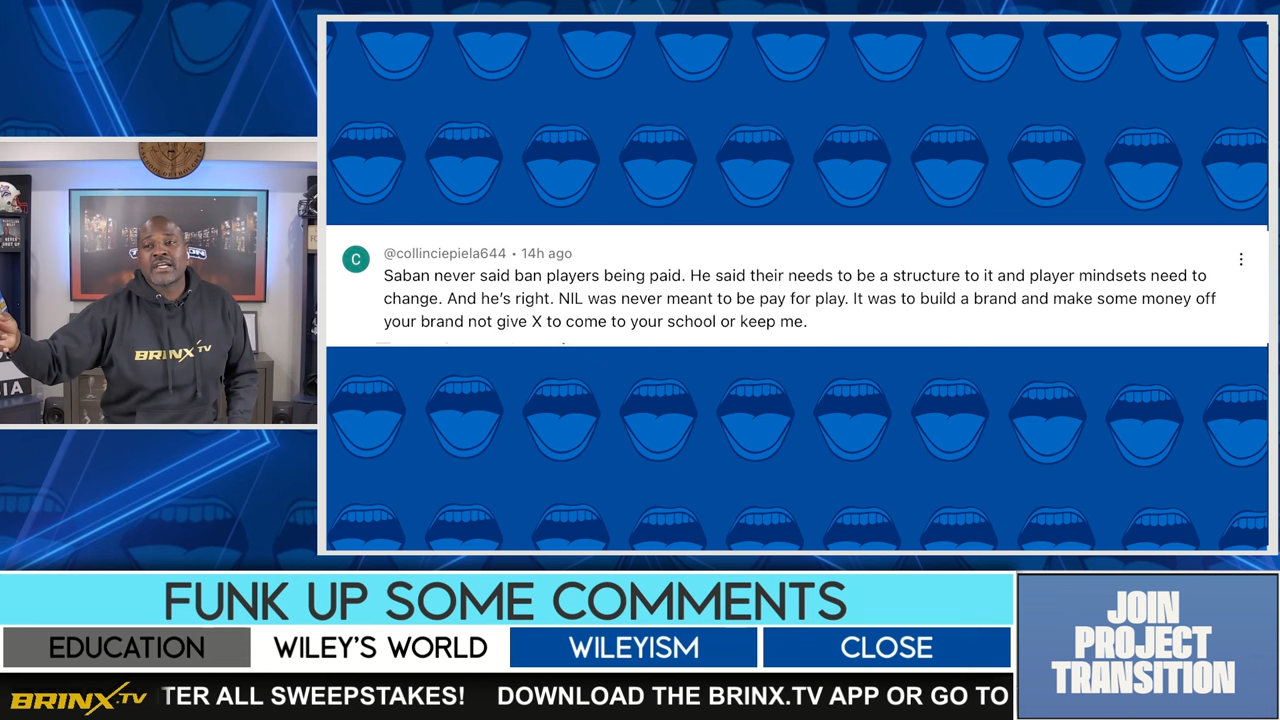 @collinciepiela644 • 14h ago
C
Saban never said ban players being paid. He said their needs to be a structure to it and player mindsets need to
change. And he's right. NIL was never meant to be pay for play. It was to build a brand and make some money off
your brand not give X to come to your school or keep me.
BRINX TV
FUNK UP SOME COMMENTS
EDUCATION
WILEY'S WORLD
WILEYISM
CLOSE
JOIN
PROJECT
TRANSITION
BRINX.TV
TER ALL SWEEPSTAKES! DOWNLOAD THE BRINX.TV APP OR GO TO